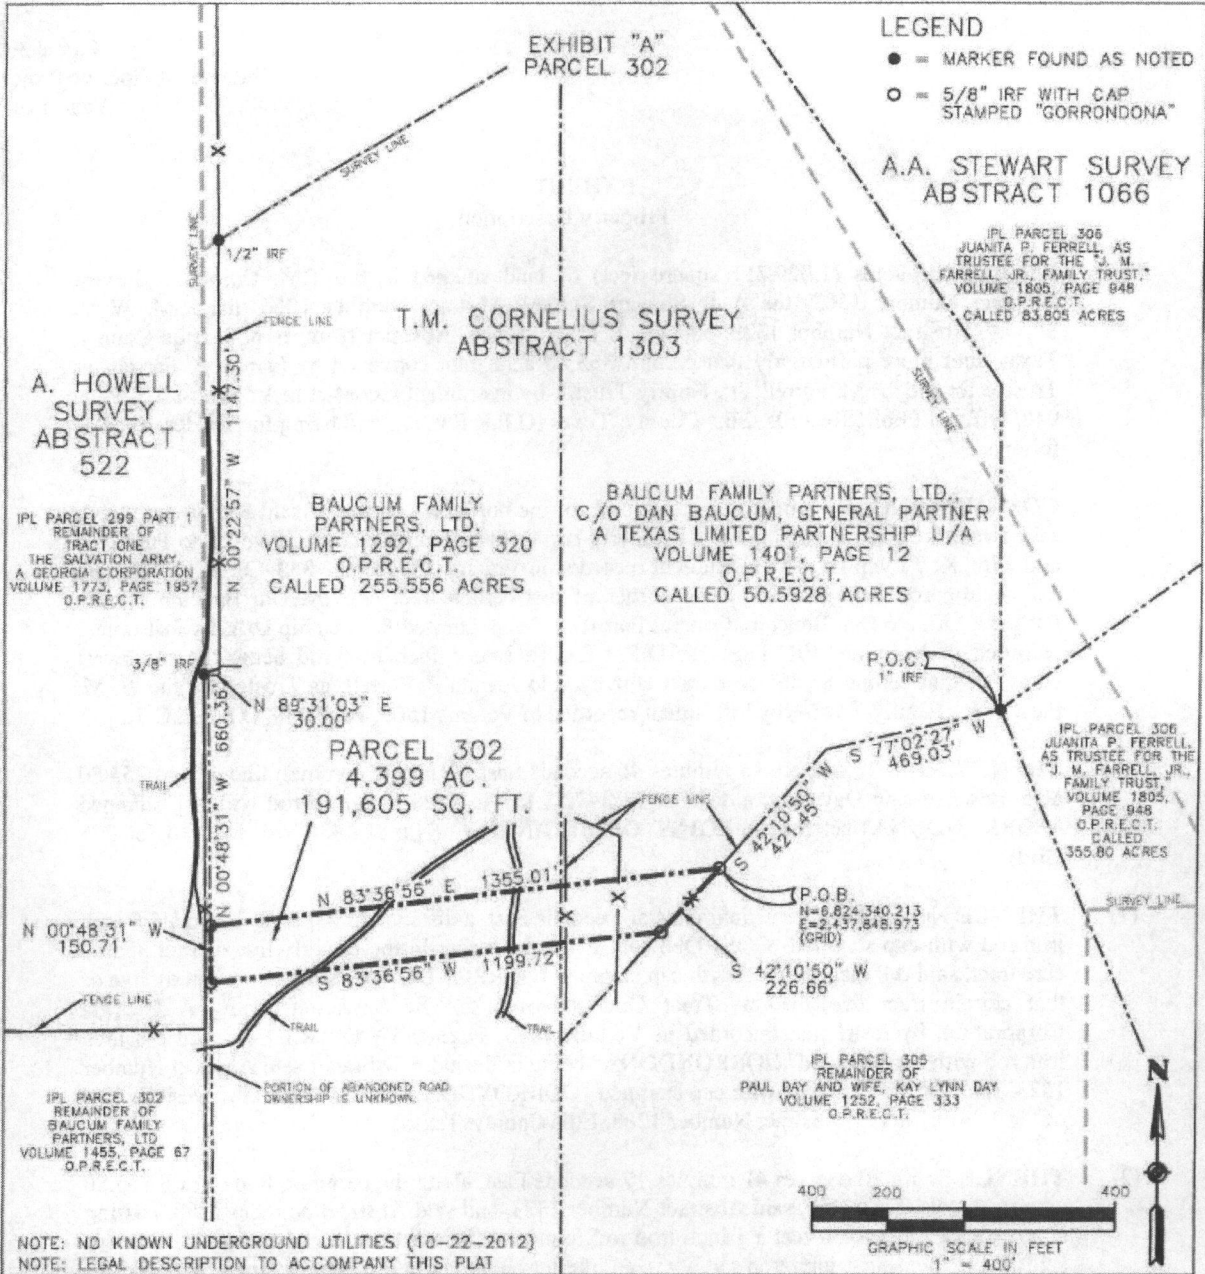 EXHIBIT "A"
PARCEL 302
LEGEND
= MARKER FOUND AS NOTED
= 5/8" IRF WITH CAP
STAMPED "GORRONDONA"
A.A. STEWART SURVEY
ABSTRACT 1066
IPL PARCEL 306
JUANITA P. FERRELL, AS
TRUSTEE FOR THE "J. M.
FARRELL, JR., FAMILY TRUST,"
VOLUME 1805, PAGE 948
O.P.R.E.C.T.
CALLED 83.805 ACRES
SURVEY LINE
SURVEY LINE
1/2" IRF
FENCE LINE
N 00°22'57" W 1147.30'
T.M. CORNELIUS SURVEY
ABSTRACT 1303
SURVEY LINE
A. HOWELL
SURVEY
ABSTRACT
522
IPL PARCEL 299 PART 1
REMAINDER OF
TRACT ONE
THE SALVATION ARMY,
A GEORGIA CORPORATION
VOLUME 1773, PAGE 195
O.P.R.E.C.T.
BAUCUM FAMILY
PARTNERS, LTD.
VOLUME 1292, PAGE 320
O.P.R.E.C.T.
CALLED 255.556 ACRES
BAUCUM FAMILY PARTNERS, LTD.
C/O DAN BAUCUM, GENERAL PARTNER
A TEXAS LIMITED PARTNERSHIP U/A
VOLUME 1401, PAGE 12
O.P.R.E.C.T.
CALLED 50.5928 ACRES
3/8" IRF
N 89°31'03" E
30.00'
P.O.C.
1" IRF
S 77°02'27" W
469.03'
IPL PARCEL 306
JUANITA P. FERRELL,
AS TRUSTEE FOR THE
"J. M. FARRELL, JR.,
FAMILY TRUST,
VOLUME 1805,
PAGE 948
O.P.R.E.C.T.
CALLED
355.80 ACRES
PARCEL 302
4.399 AC.
191,605 SQ. FT.
TRAIL
N 00°48'31" W 660.36'
FENCE LINE
S 42°10'50" W
421.45'
N 83°36'56" E 1355.01'
P.O.B.
N=6,824,340.213
E=2,437,848.973
(GRID)
SURVEY LINE
N 00°48'31" W
150.71'
S 83°36'56" W 1199.72'
S 42°10'50" W
226.66'
FENCE LINE
TRAIL
TRAIL
PORTION OF ABANDONED ROAD
OWNERSHIP IS UNKNOWN.
IPL PARCEL 302
REMAINDER OF
BAUCUM FAMILY
PARTNERS, LTD
VOLUME 1455, PAGE 67
O.P.R.E.C.T.
IPL PARCEL 305
REMAINDER OF
PAUL DAY AND WIFE, KAY LYNN DAY
VOLUME 1252, PAGE 333
O.P.R.E.C.T.
N
400 200 0 400
GRAPHIC SCALE IN FEET
1" = 400'
NOTE: NO KNOWN UNDERGROUND UTILITIES (10-22-2012)
NOTE: LEGAL DESCRIPTION TO ACCOMPANY THIS PLAT